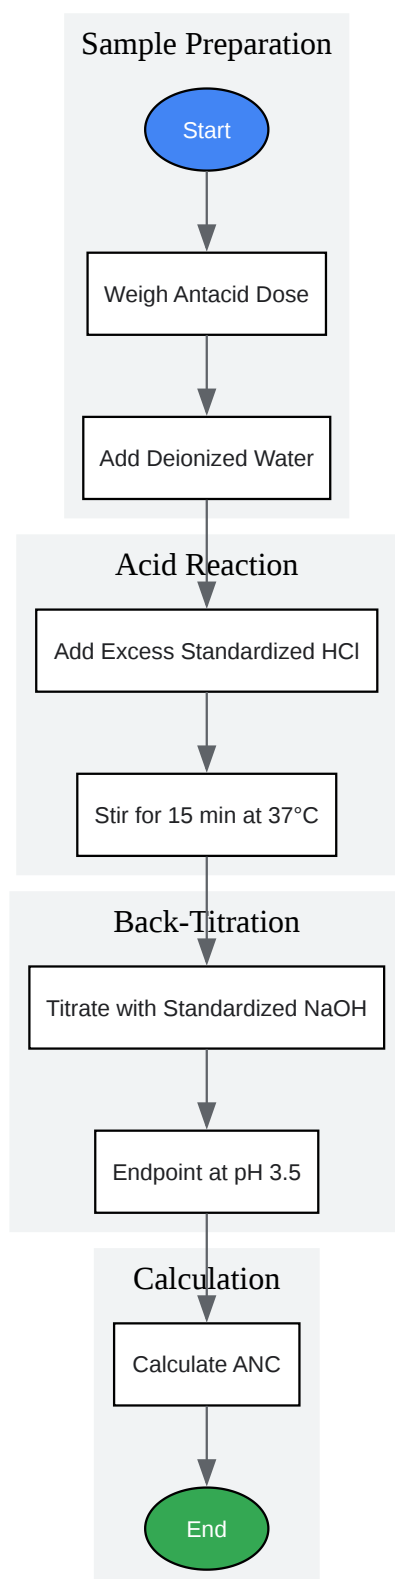 Sample Preparation
Start
Weigh Antacid Dose
Add Deionized Water
Acid Reaction
Add Excess Standardized HCl
Stir for 15 min at 37°C
Back-Titration
Titrate with Standardized NaOH
Endpoint at pH 3.5
Calculation
Calculate ANC
End